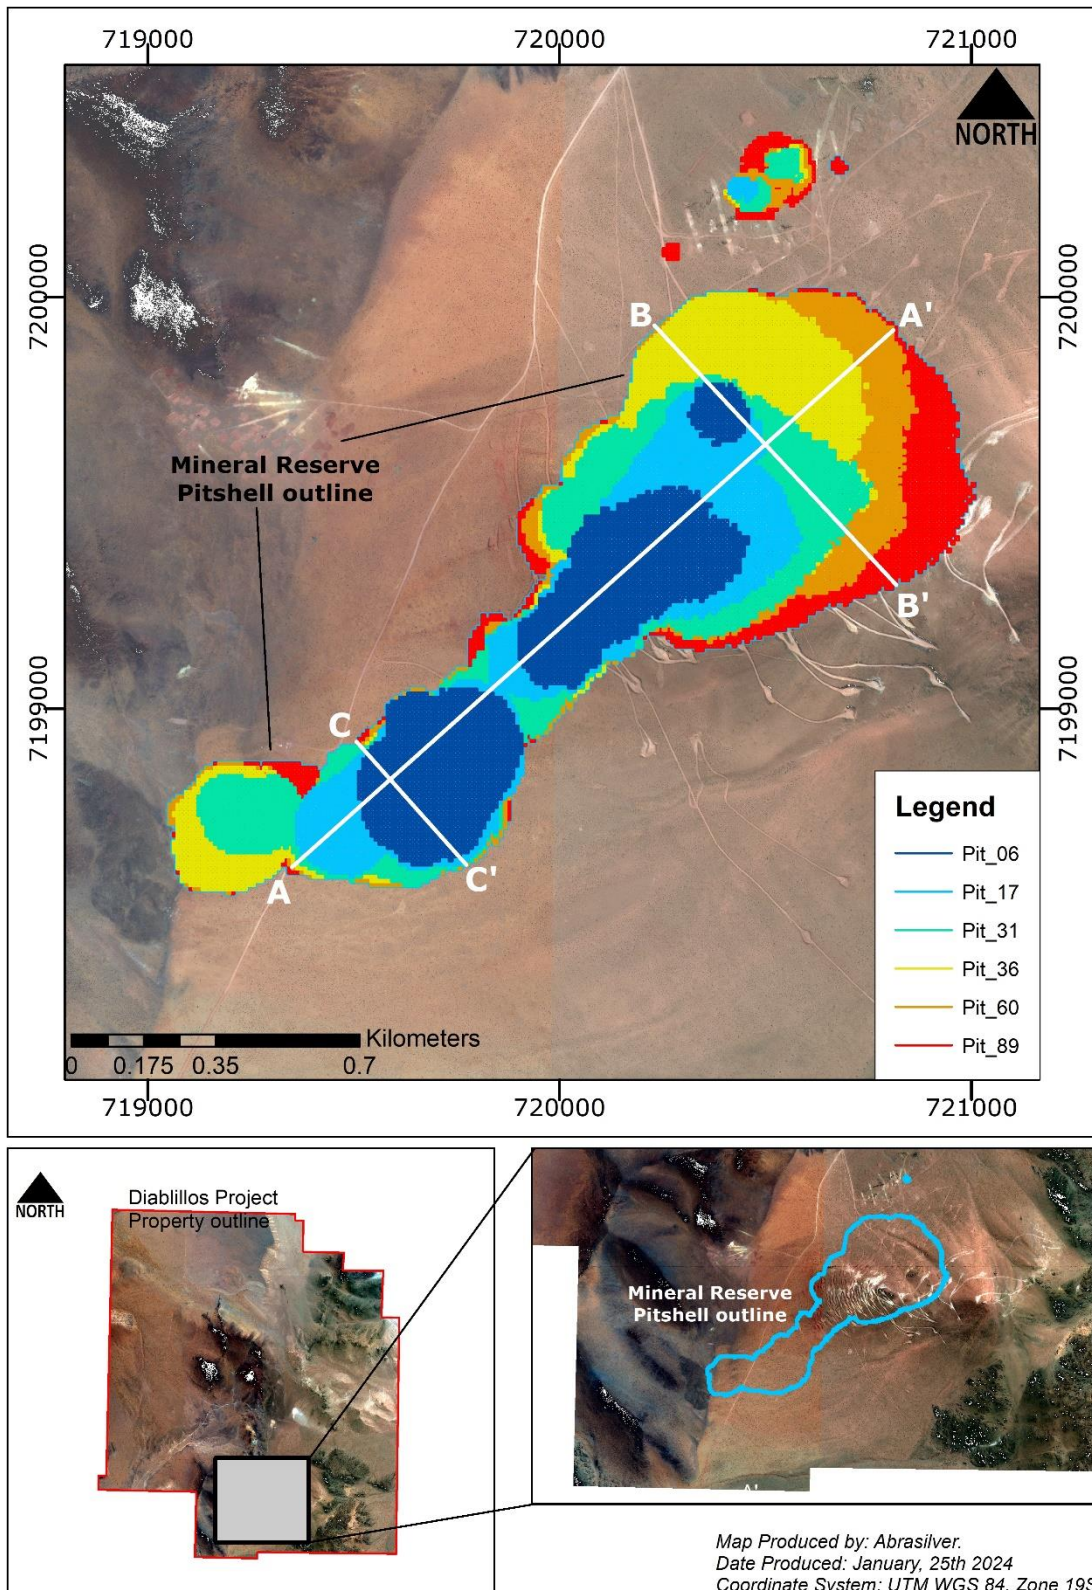 719000
720000
721000
NORTH
7200000
7200000
B
A'
Mineral Reserve
Pitshell outline
B'
7199000
7199000
C
A
C'
Legend
Pit_06
Pit_17
Pit_31
Pit_36
Pit_60
Pit_89
Kilometers
0 0.175 0.35 0.7
719000
720000
721000
NORTH
Diablillos Project
Property outline
Mineral Reserve
Pitshell outline
A'
Map Produced by: Abrasilver.
Date Produced: January, 25th 2024
Coordinate System: UTM WGS 84, Zone 19S